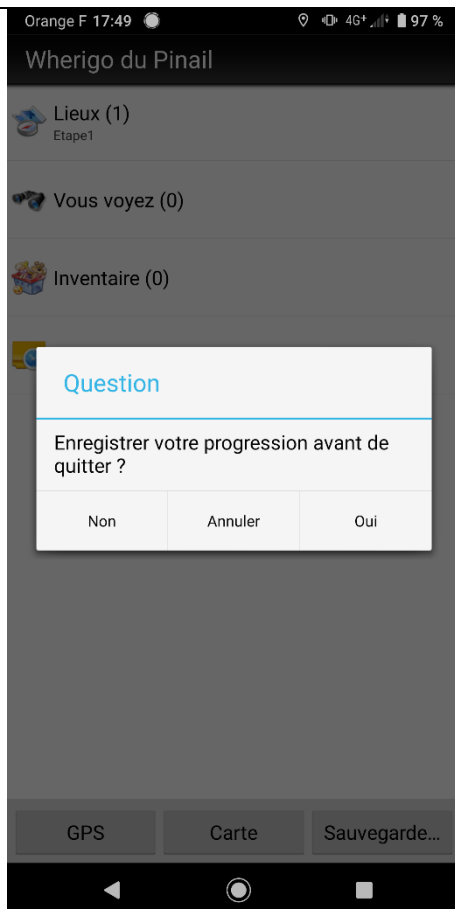 Orange F 17:49 4G+ 97 %
Wherigo du Pinail
Lieux (1)
Etape1
Vous voyez (0)
Inventaire (0)
Question
Enregistrer votre progression avant de
quitter ?
Non Annuler Oui
GPS Carte Sauvegarde...